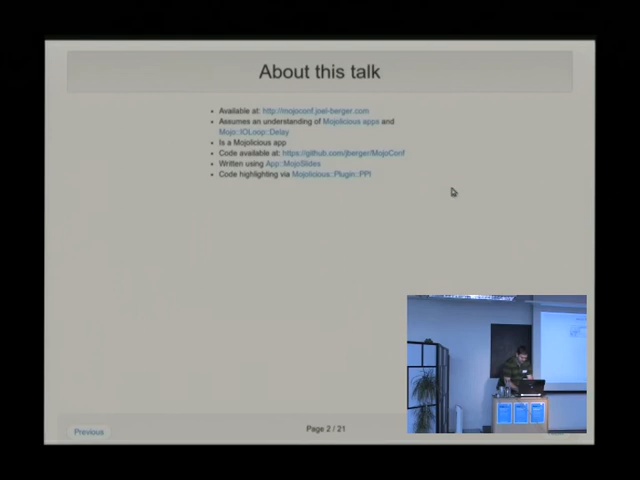 About this talk
Available at: http://mojoconf.joel-berger.com
Assumes an understanding of Mojolicious apps and
Mojo::IOLoop::Delay
Is a Mojolicious app
Code available at: https://github.com/jberger/MojoConf
Written using App::MojoSlides
Code highlighting via Mojolicious::Plugin::PPI
Previous
Page 2 / 21